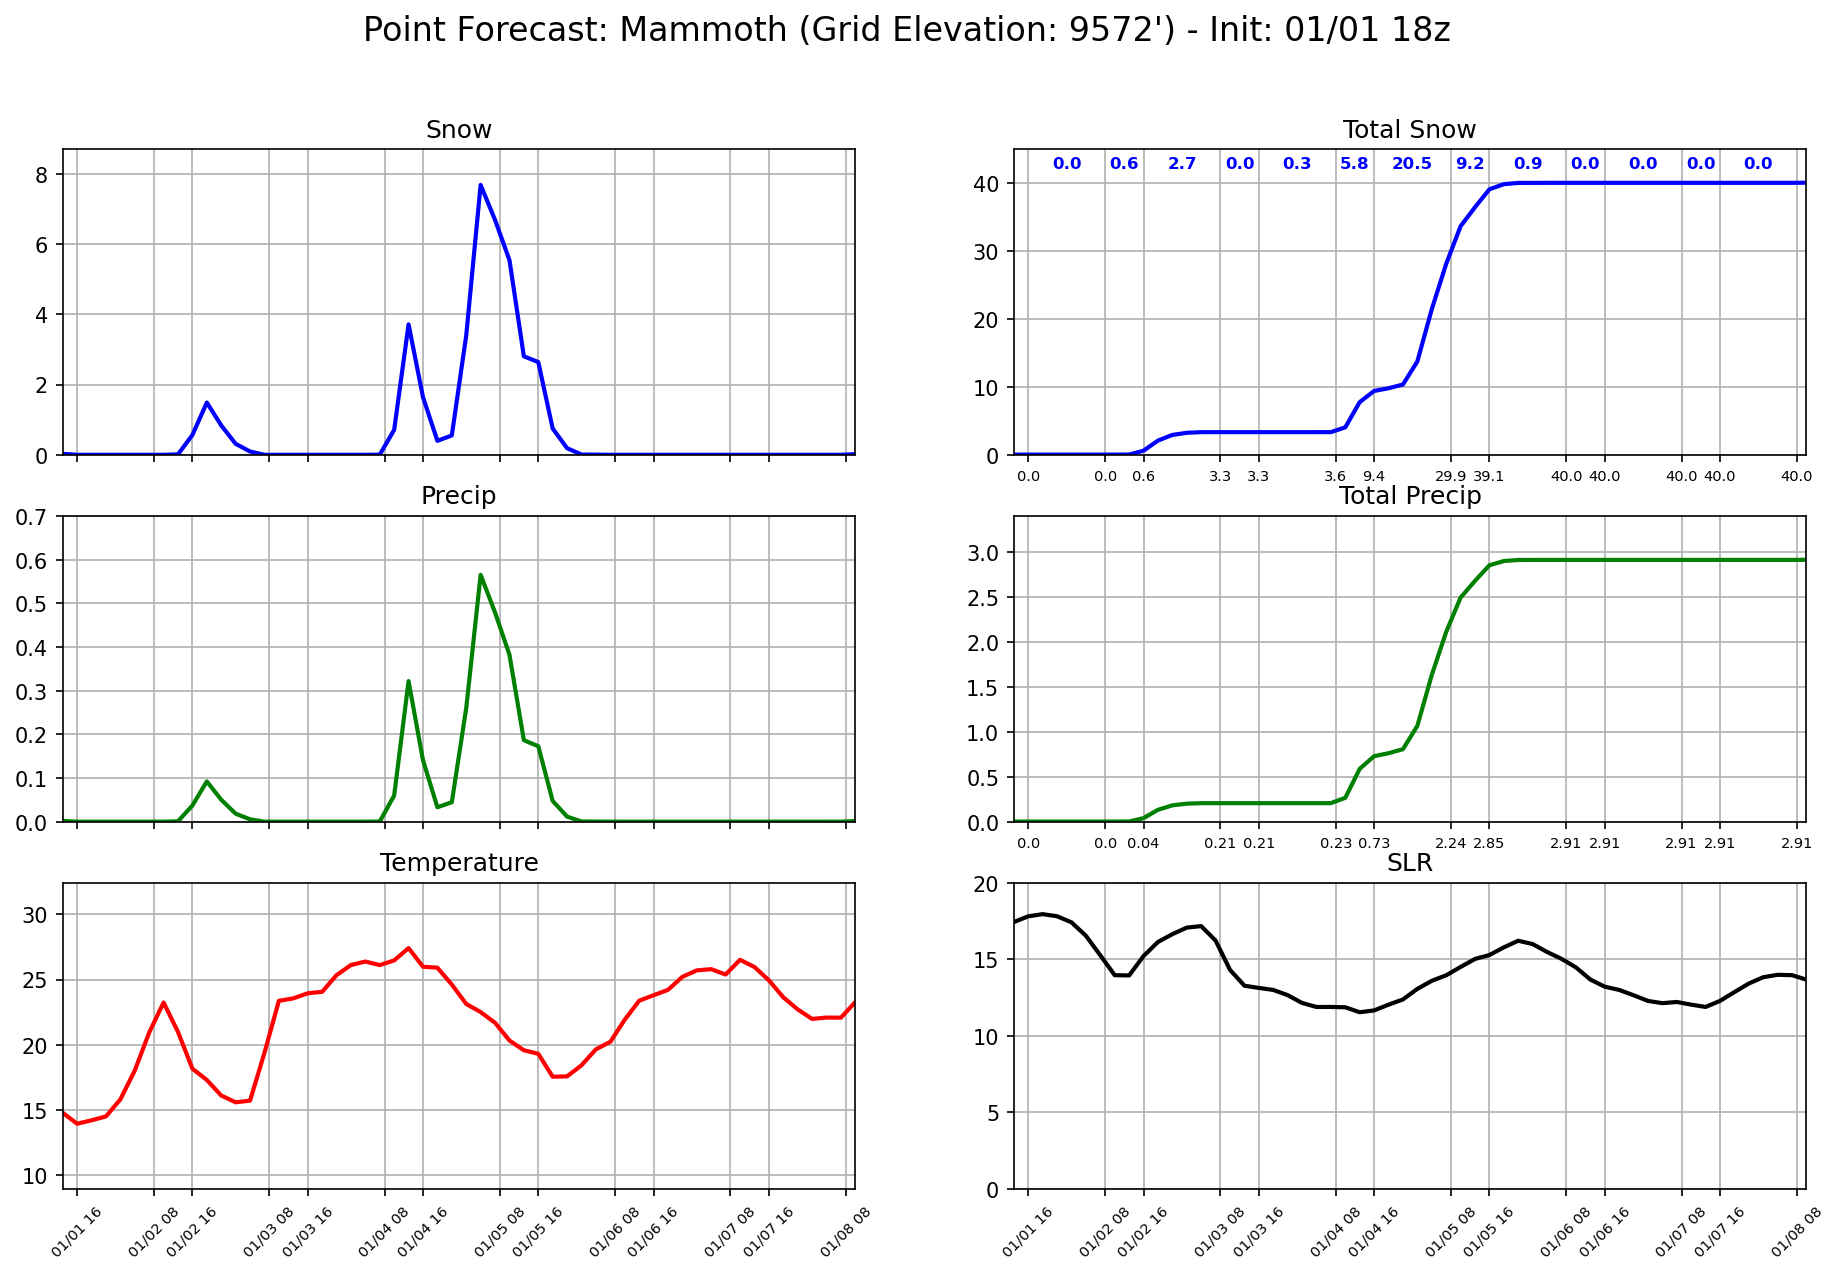 Point Forecast: Mammoth (Grid Elevation: 9572') - Init: 01/01 18z
Snow
8
6
4
2
0
Total Snow
0.0 0.6 2.7 0.0 0.3 5.8 20.5 9.2 0.9 0.0 0.0 0.0 0.0
40
30
20
10
0
0.0 0.0 0.6 3.3 3.3 3.6 9.4 29.9 39.1 40.0 40.0 40.0 40.0 40.0
Precip
0.7
0.6
0.5
0.4
0.3
0.2
0.1
0.0
Total Precip
3.0
2.5
2.0
1.5
1.0
0.5
0.0
0.0 0.0 0.04 0.21 0.21 0.23 0.73 2.24 2.85 2.91 2.91 2.91 2.91 2.91
Temperature
30
25
20
15
10
01/01 16 01/02 08 01/02 16 01/03 08 01/03 16 01/04 08 01/04 16 01/05 08 01/05 16 01/06 08 01/06 16 01/07 08 01/07 16 01/08 08
SLR
20
15
10
5
0
01/01 16 01/02 08 01/02 16 01/03 08 01/03 16 01/04 08 01/04 16 01/05 08 01/05 16 01/06 08 01/06 16 01/07 08 01/07 16 01/08 08